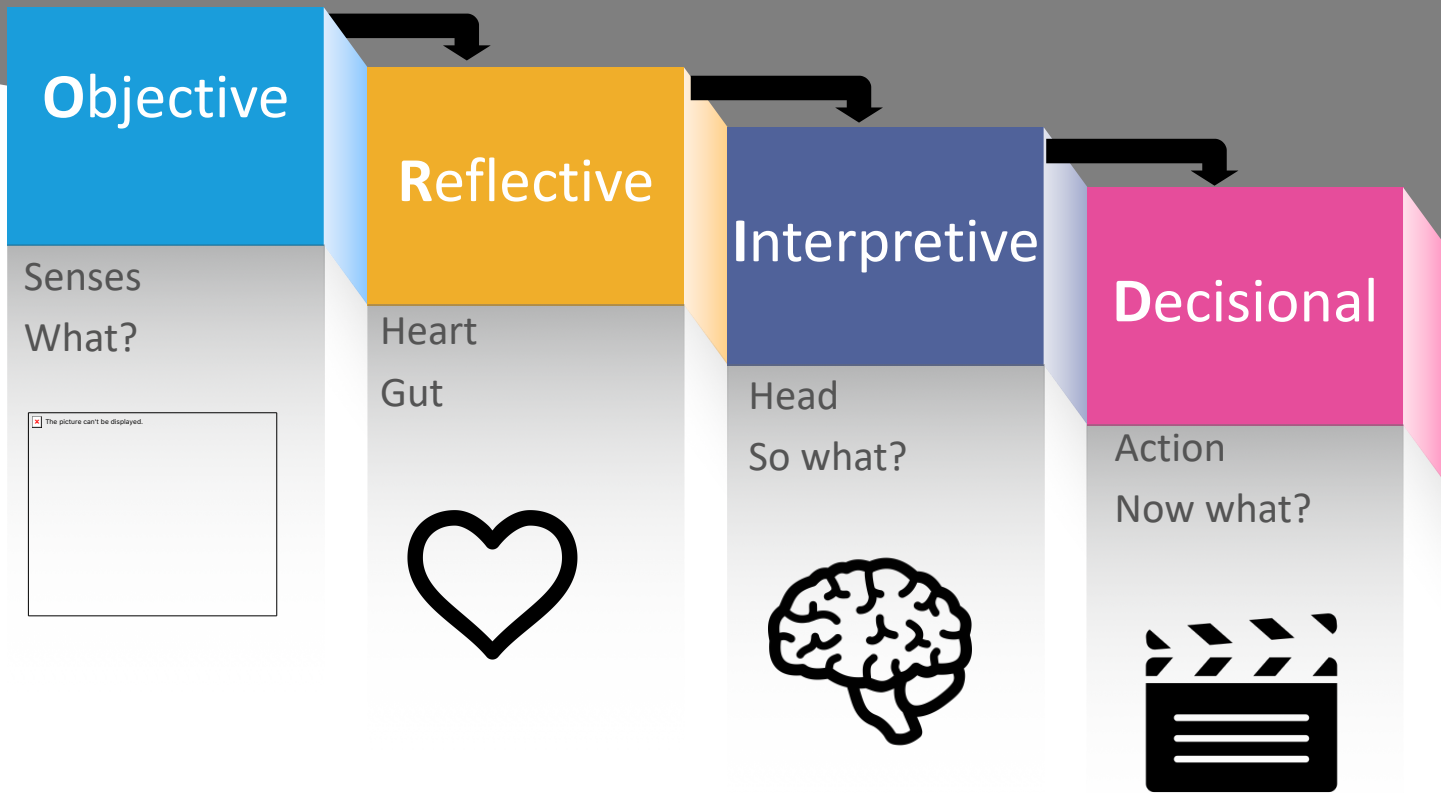 Objective
Senses
What?
The picture can't be displayed.
Reflective
Heart
Gut
Interpretive
Head
So what?
Decisional
Action
Now what?